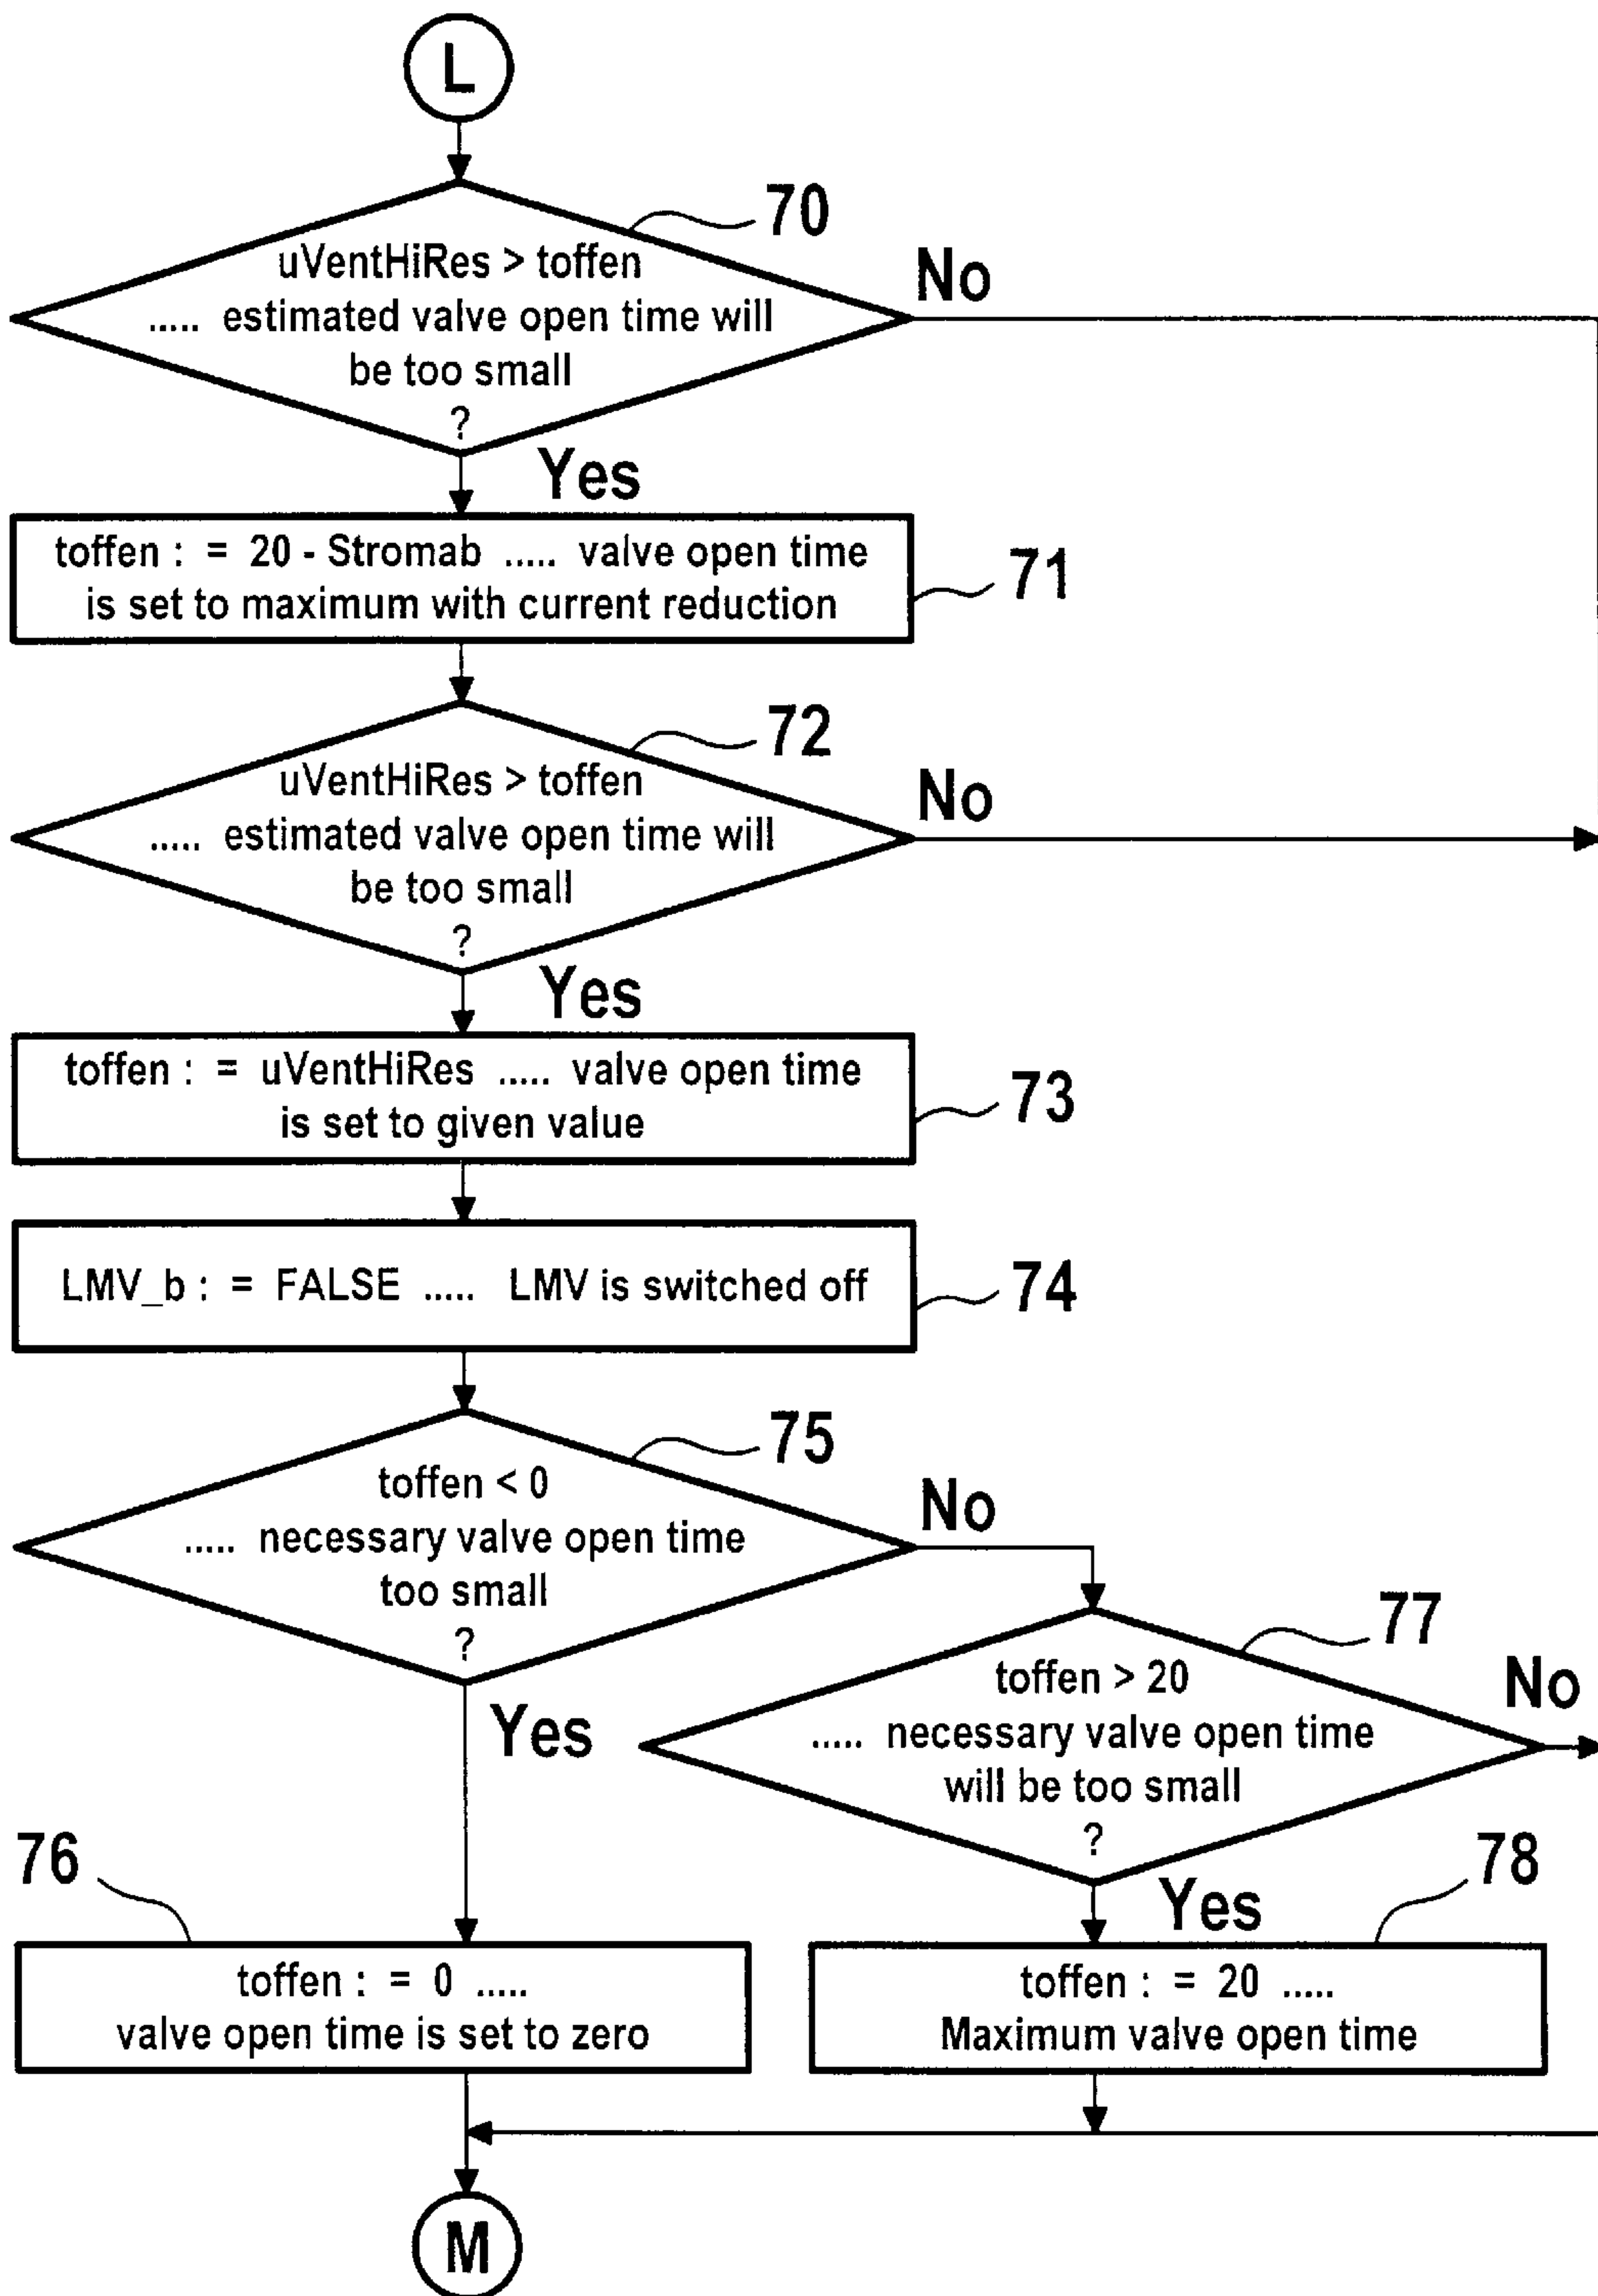 L
70
uVentHiRes > toffen
..... estimated valve open time will
be too small
?
No
Yes
toffen : = 20 - Stromab ..... valve open time
is set to maximum with current reduction
71
72
uVentHiRes > toffen
..... estimated valve open time will
be too small
?
No
Yes
toffen : = uVentHiRes ..... valve open time
is set to given value
73
LMV_b : = FALSE ..... LMV is switched off
74
75
toffen < 0
..... necessary valve open time
too small
?
No
Yes
77
toffen > 20
..... necessary valve open time
will be too small
?
No
Yes
76
toffen : = 0 .....
valve open time is set to zero
78
toffen : = 20 .....
Maximum valve open time
M